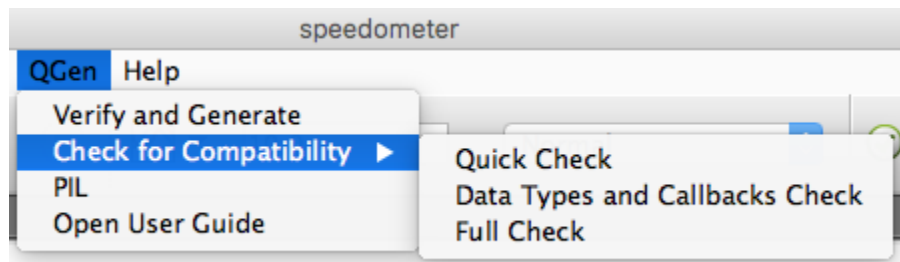 speedometer
QGen Help
Verify and Generate
Check for Compatibility
PIL
Open User Guide
Quick Check
Data Types and Callbacks Check
Full Check